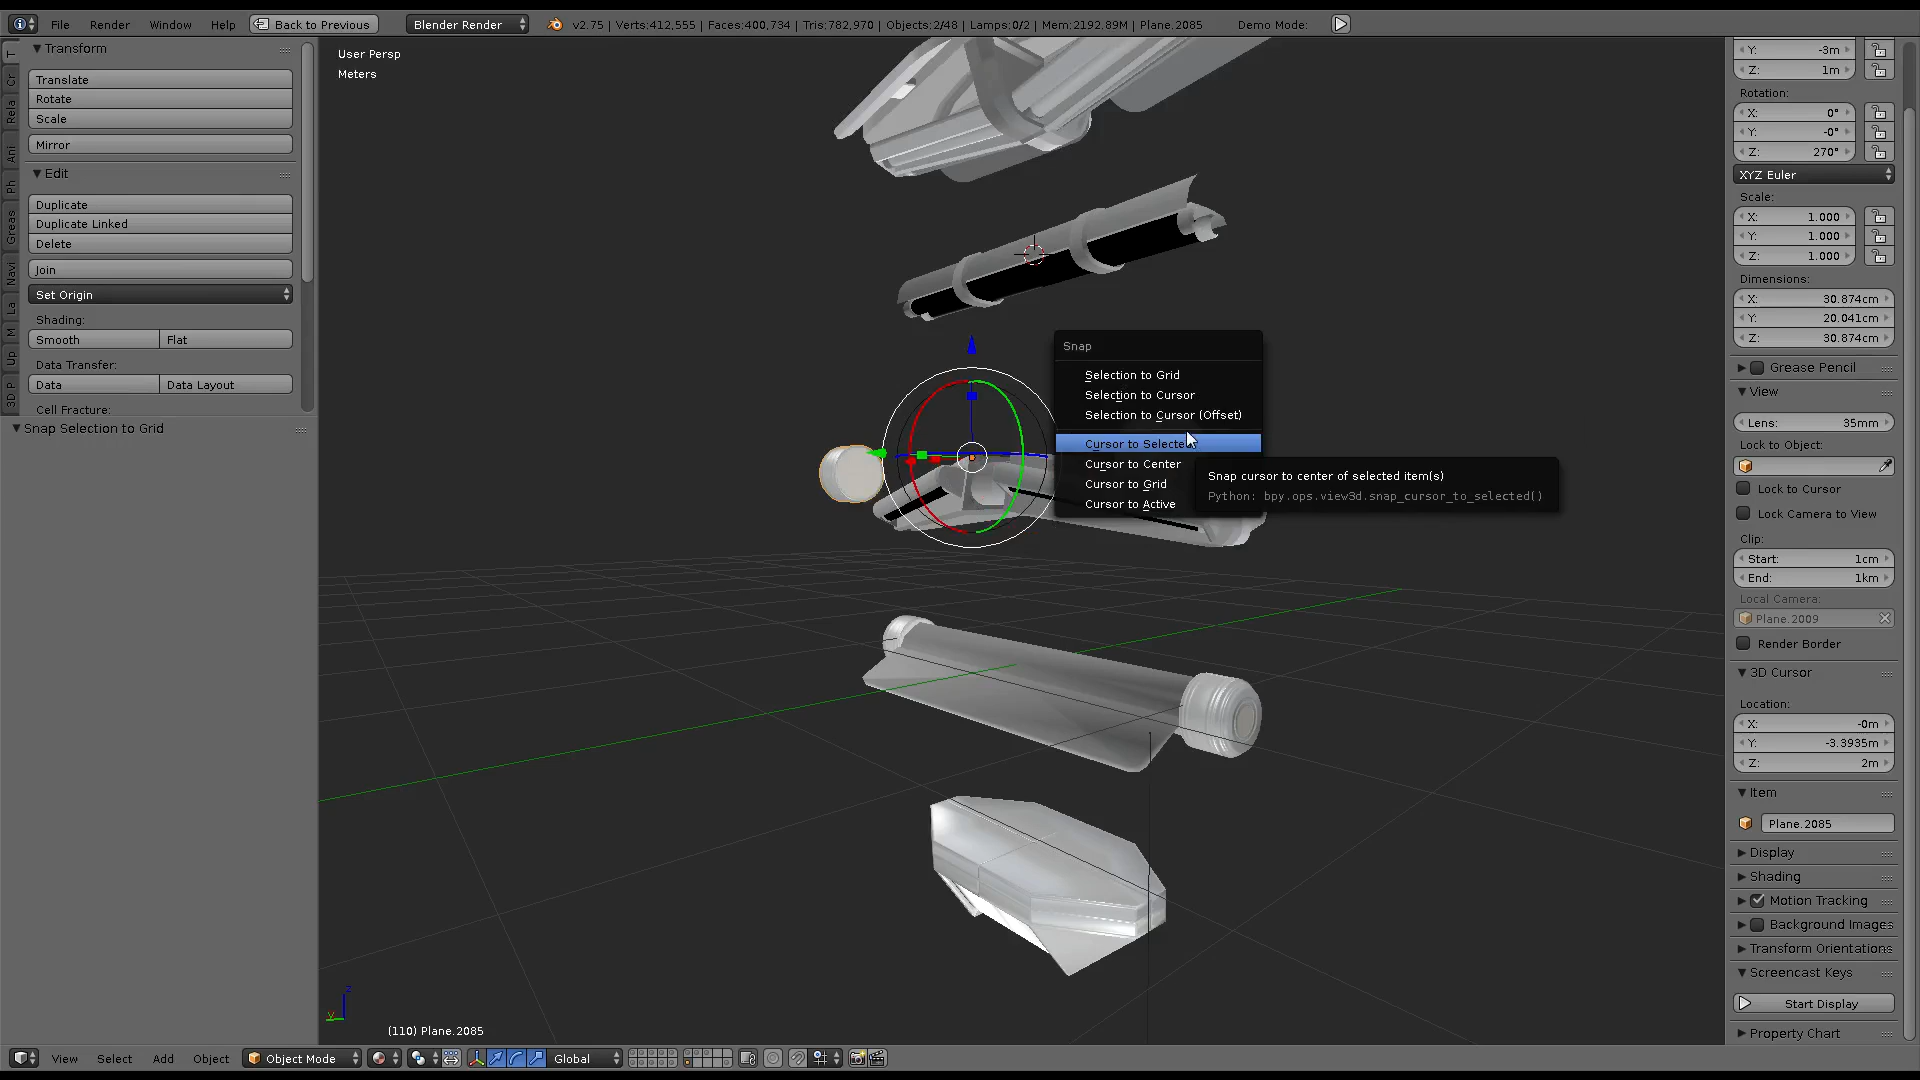 File Render Window Help Back to Previous Blender Render v2.75 | Verts:412,555 | Faces:400,734 | Tris:782,970 | Objects:2/48 | Lamps:0/2 | Mem:2192.89M | Plane.2085 Demo Mode:
T
Cr
Rela
Ani
Ph
Greas
Navi
La
M
Up
3D P
Transform
Translate
Rotate
Scale
Mirror
Edit
Duplicate
Duplicate Linked
Delete
Join
Set Origin
Shading:
Smooth Flat
Data Transfer:
Data Data Layout
Cell Fracture:
Snap Selection to Grid
User Persp
Meters
Snap
Selection to Grid
Selection to Cursor
Selection to Cursor (Offset)
Cursor to Selected
Cursor to Center
Cursor to Grid
Cursor to Active
Snap cursor to center of selected item(s)
Python: bpy.ops.view3d.snap_cursor_to_selected()
z
y
(110) Plane.2085
Y: -3m
Z: 1m
Rotation:
X: 0°
Y: -0°
Z: 270°
XYZ Euler
Scale:
X: 1.000
Y: 1.000
Z: 1.000
Dimensions:
X: 30.874cm
Y: 20.041cm
Z: 30.874cm
Grease Pencil
View
Lens: 35mm
Lock to Object:
Lock to Cursor
Lock Camera to View
Clip:
Start: 1cm
End: 1km
Local Camera:
Plane.2009
Render Border
3D Cursor
Location:
X: -0m
Y: -3.3935m
Z: 2m
Item
Plane.2085
Display
Shading
Motion Tracking
Background Images
Transform Orientations
Screencast Keys
Start Display
Property Chart
View Select Add Object Object Mode Global